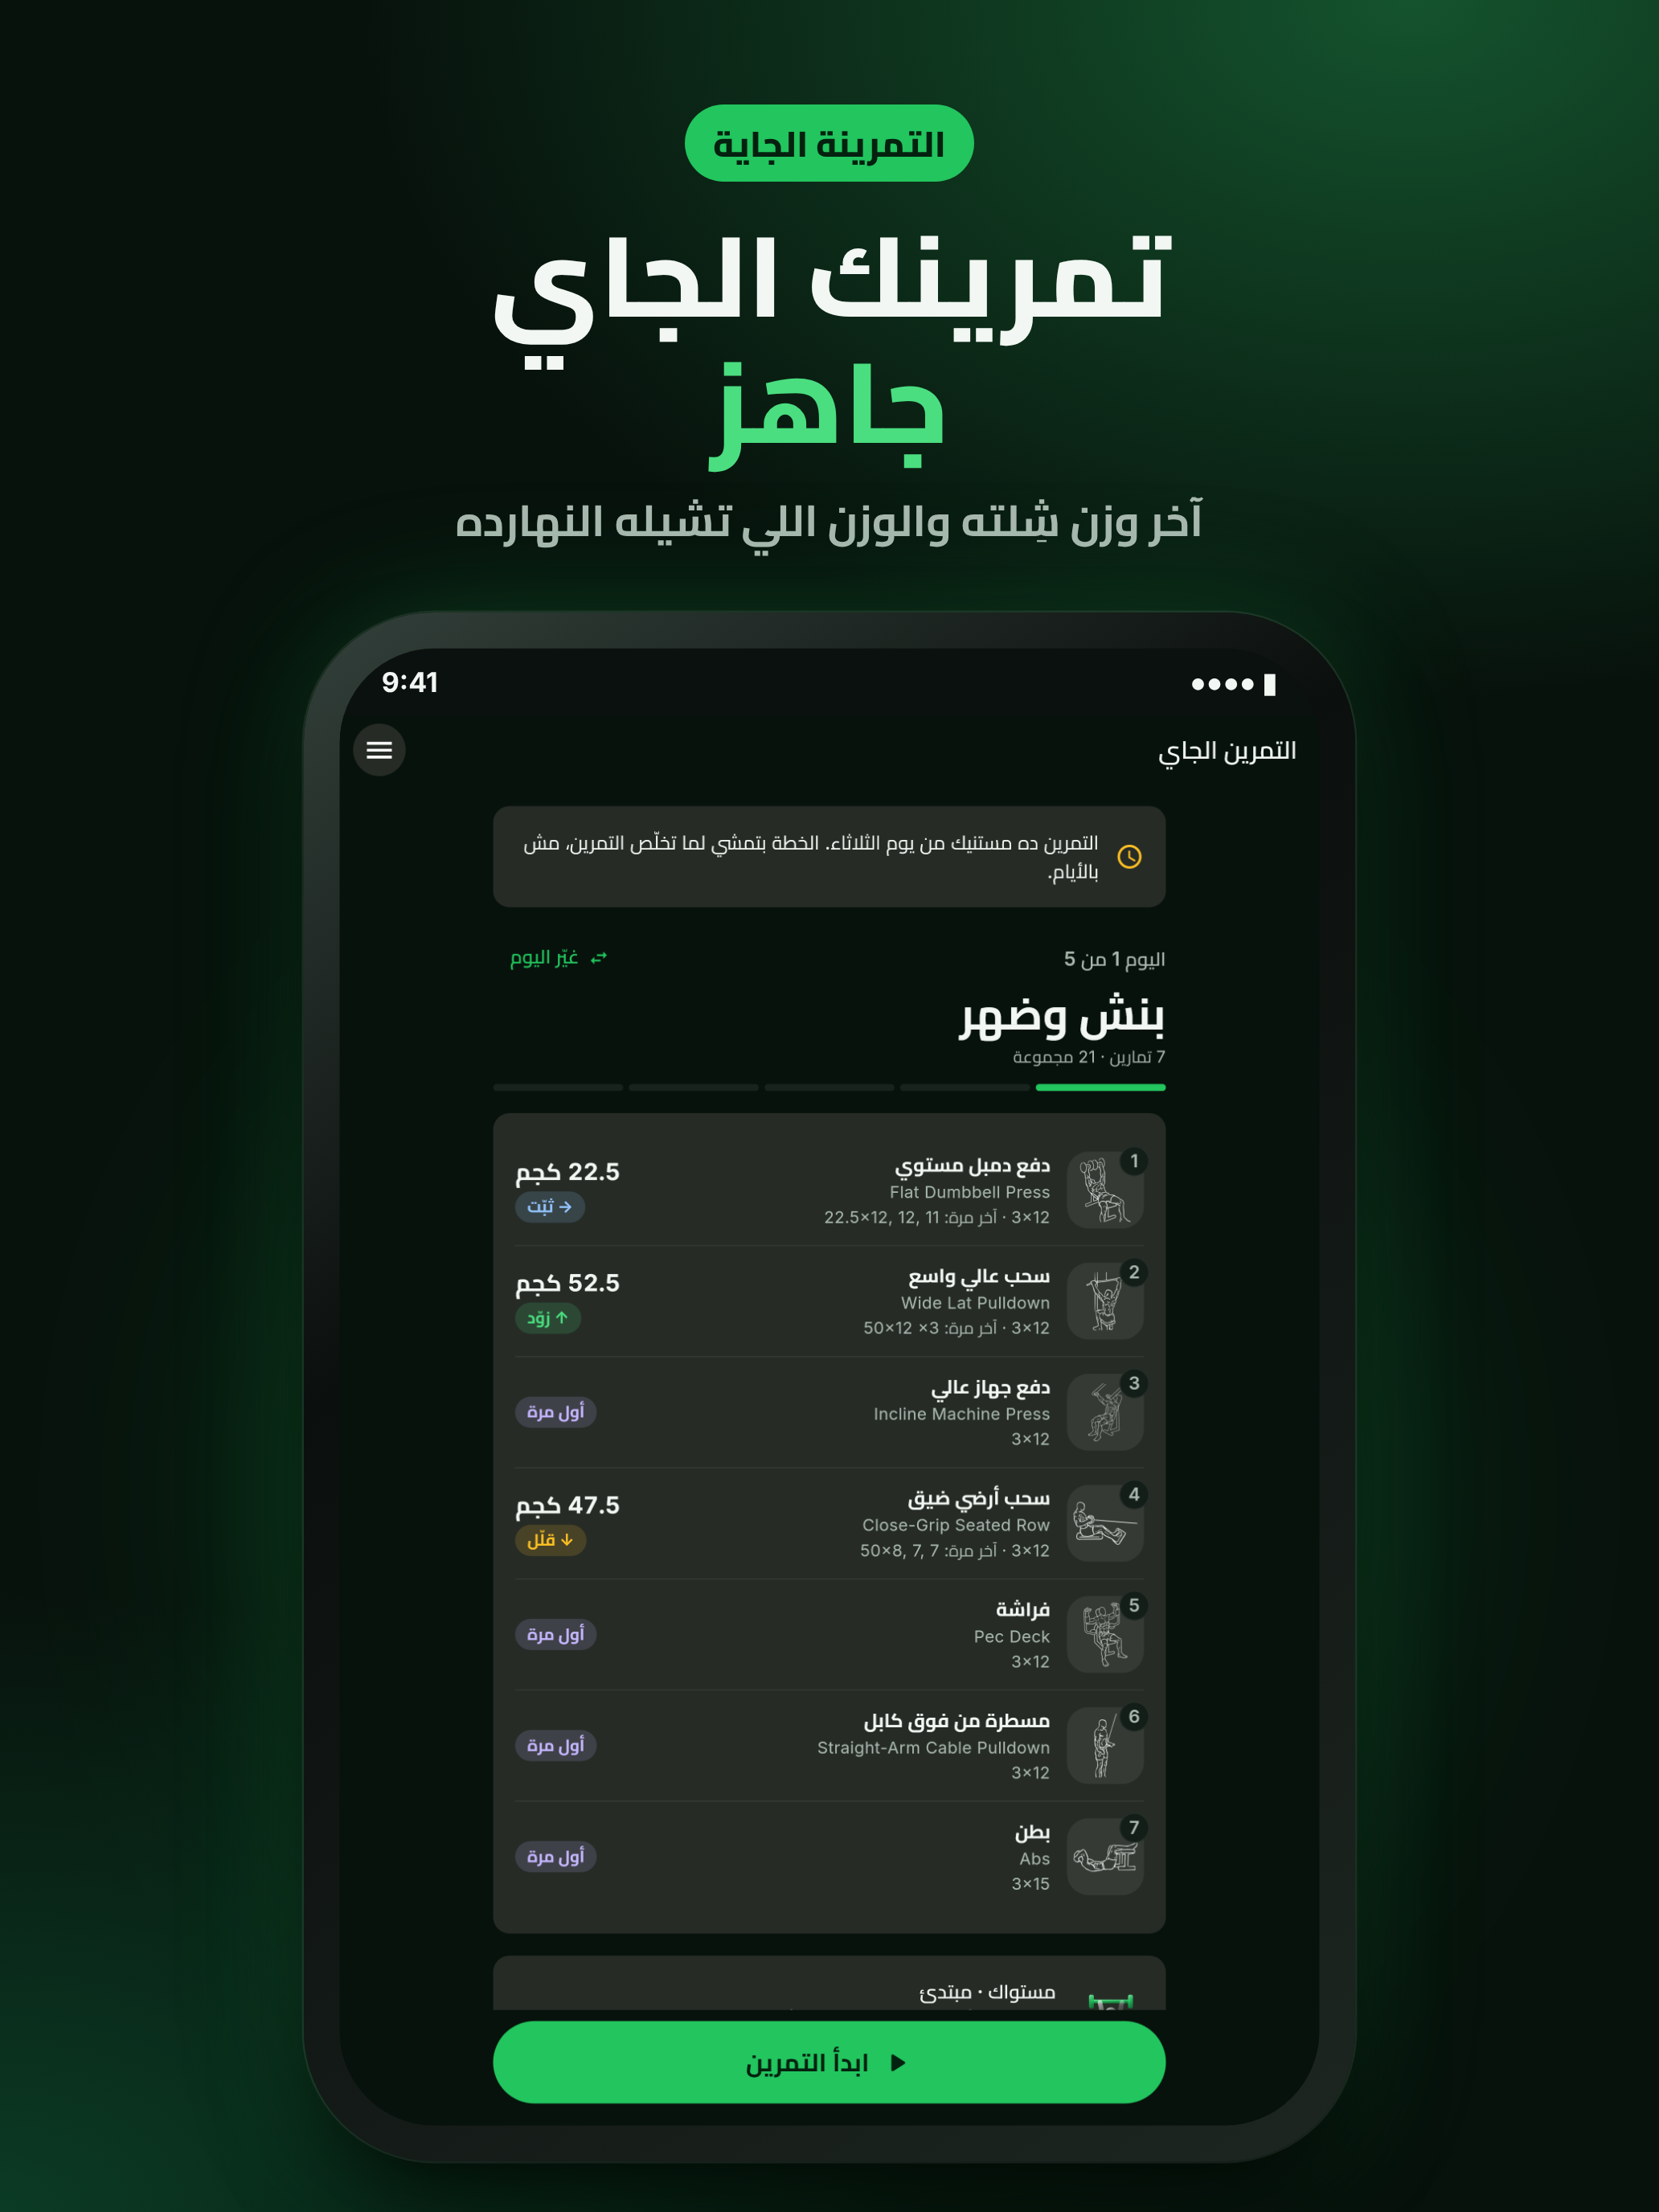 التمرينة الجاية
تمرينك الجاي
جاهز
آخر وزن شِلته والوزن اللي تشيله النهارده
9:41
التمرين الجاي
التمرين ده مستنيك من يوم الثلاثاء. الخطة بتمشي لما تخلّص التمرين، مش
بالأيام.
اليوم 1 من 5
غيّر اليوم
بنش وضهر
7 تمارين · 21 مجموعة
1
دفع دمبل مستوي
Flat Dumbbell Press
3×12 · آخر مرة: 22.5×12, 12, 11
22.5 كجم
→ ثبّت
2
سحب عالي واسع
Wide Lat Pulldown
3×12 · آخر مرة: 50×12 ×3
52.5 كجم
↑ زوّد
3
دفع جهاز عالي
Incline Machine Press
3×12
أول مرة
4
سحب أرضي ضيق
Close-Grip Seated Row
3×12 · آخر مرة: 50×8, 7, 7
47.5 كجم
↓ قلّل
5
فراشة
Pec Deck
3×12
أول مرة
6
مسطرة من فوق كابل
Straight-Arm Cable Pulldown
3×12
أول مرة
7
بطن
Abs
3×15
أول مرة
مستواك · مبتدئ
ابدأ التمرين